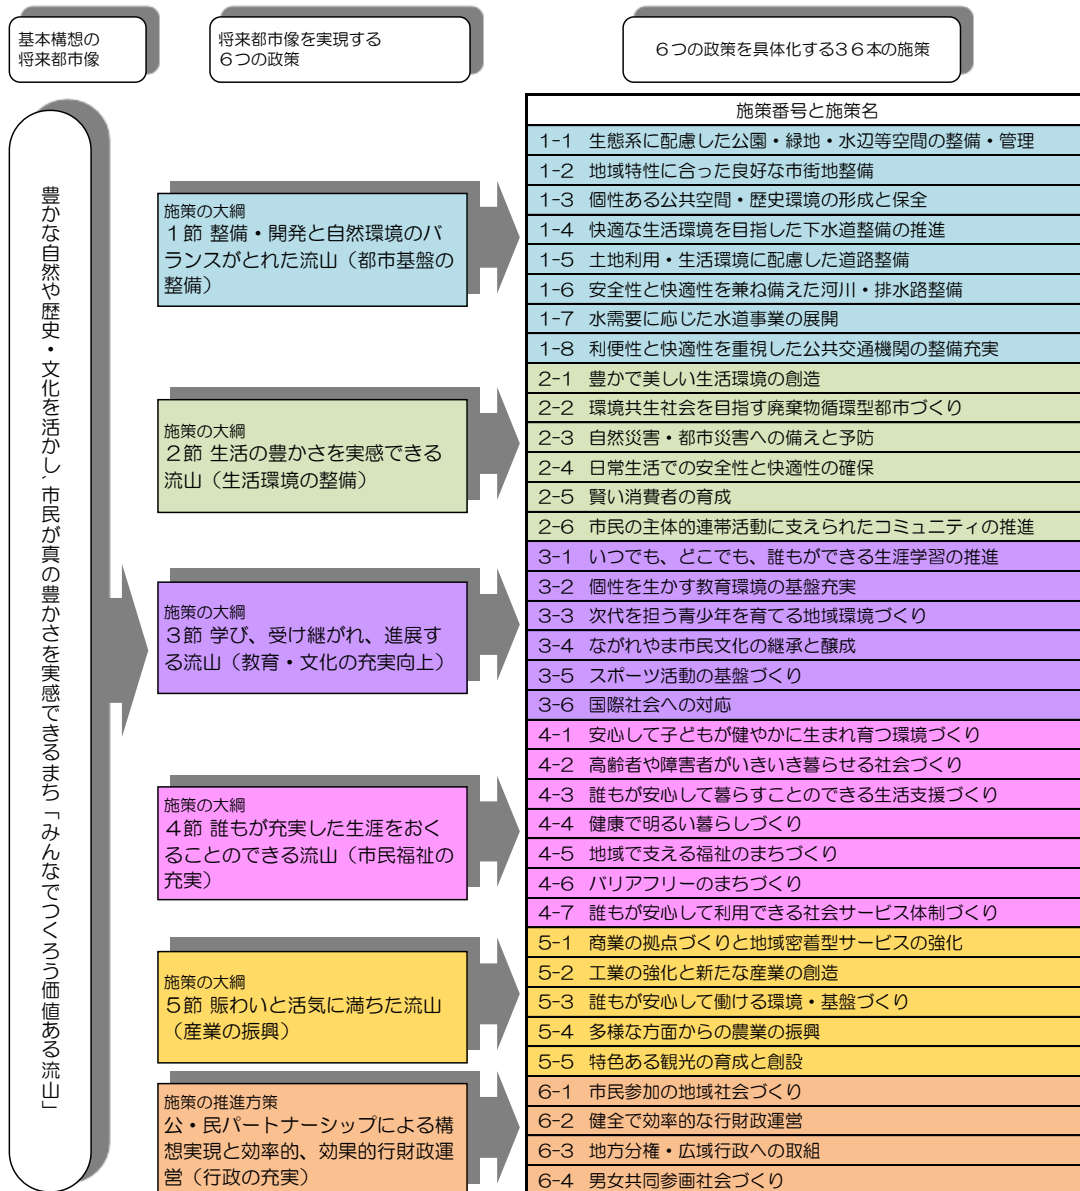 基本構想の
将来都市像
将来都市像を実現する
６つの政策
６つの政策を具体化する３６本の施策
豊かな自然や歴史・文化を活かし、市民が真の豊かさを実感できるまち「みんなでつくろう価値ある流山」
施策の大綱
１節 整備・開発と自然環境のバ
ランスがとれた流山（都市基盤の
整備）
施策の大綱
２節 生活の豊かさを実感できる
流山（生活環境の整備）
施策の大綱
３節 学び、受け継がれ、進展す
る流山（教育・文化の充実向上）
施策の大綱
４節 誰もが充実した生涯をおく
ることのできる流山（市民福祉の
充実）
施策の大綱
５節 賑わいと活気に満ちた流山
（産業の振興）
施策の推進方策
公・民パートナーシップによる構
想実現と効率的、効果的行財政運
営（行政の充実）
施策番号と施策名
1-1 生態系に配慮した公園・緑地・水辺等空間の整備・管理
1-2 地域特性に合った良好な市街地整備
1-3 個性ある公共空間・歴史環境の形成と保全
1-4 快適な生活環境を目指した下水道整備の推進
1-5 土地利用・生活環境に配慮した道路整備
1-6 安全性と快適性を兼ね備えた河川・排水路整備
1-7 水需要に応じた水道事業の展開
1-8 利便性と快適性を重視した公共交通機関の整備充実
2-1 豊かで美しい生活環境の創造
2-2 環境共生社会を目指す廃棄物循環型都市づくり
2-3 自然災害・都市災害への備えと予防
2-4 日常生活での安全性と快適性の確保
2-5 賢い消費者の育成
2-6 市民の主体的連帯活動に支えられたコミュニティの推進
3-1 いつでも、どこでも、誰もができる生涯学習の推進
3-2 個性を生かす教育環境の基盤充実
3-3 次代を担う青少年を育てる地域環境づくり
3-4 ながれやま市民文化の継承と醸成
3-5 スポーツ活動の基盤づくり
3-6 国際社会への対応
4-1 安心して子どもが健やかに生まれ育つ環境づくり
4-2 高齢者や障害者がいきいき暮らせる社会づくり
4-3 誰もが安心して暮らすことのできる生活支援づくり
4-4 健康で明るい暮らしづくり
4-5 地域で支える福祉のまちづくり
4-6 バリアフリーのまちづくり
4-7 誰もが安心して利用できる社会サービス体制づくり
5-1 商業の拠点づくりと地域密着型サービスの強化
5-2 工業の強化と新たな産業の創造
5-3 誰もが安心して働ける環境・基盤づくり
5-4 多様な方面からの農業の振興
5-5 特色ある観光の育成と創設
6-1 市民参加の地域社会づくり
6-2 健全で効率的な行財政運営
6-3 地方分権・広域行政への取組
6-4 男女共同参画社会づくり